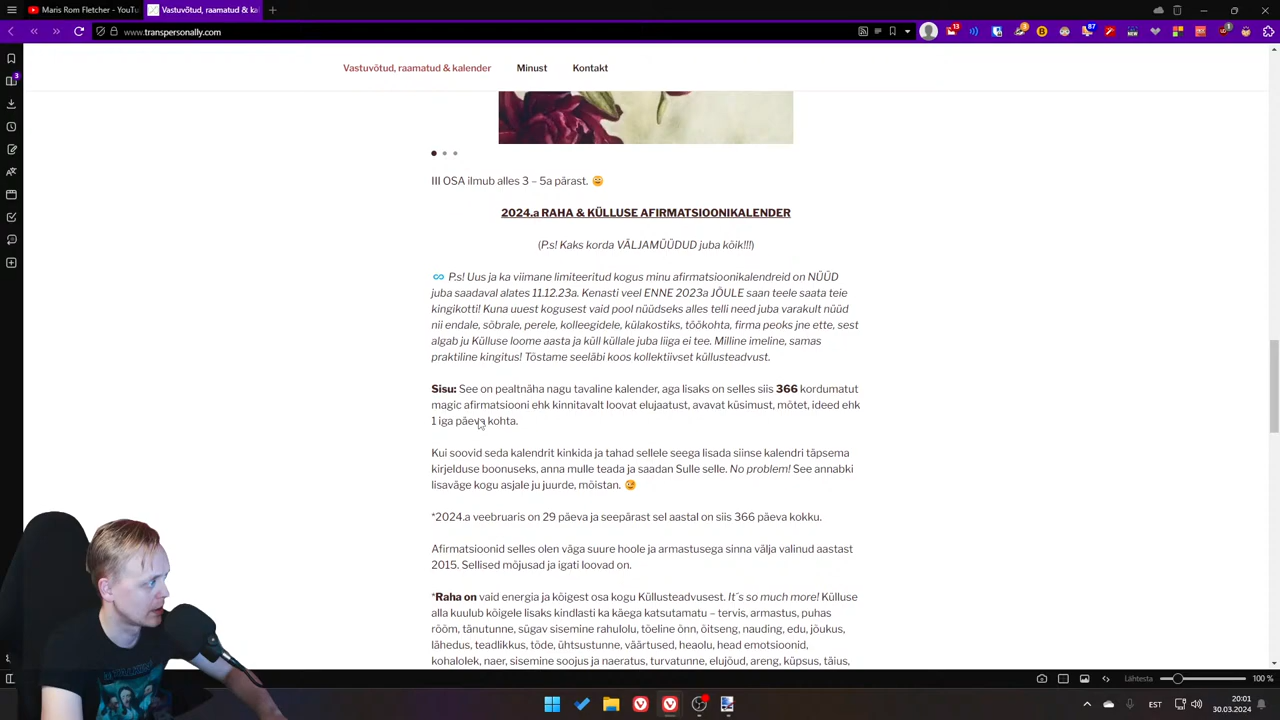 Maris Rom Fletcher - YouTu
Vastuvõtud, raamatud & ka
www.transpersonally.com
13
3
87
1
3
Vastuvõtud, raamatud & kalender
Minust
Kontakt
III OSA ilmub alles 3 – 5a pärast. 😀
2024.a RAHA & KÜLLUSE AFIRMATSIOONIKALENDER
(P.s! Kaks korda VÄLJAMÜÜDUD juba kõik!!!)
♾ P.s! Uus ja ka viimane limiteeritud kogus minu afirmatsioonikalendreid on NÜÜD
juba saadaval alates 11.12.23a. Kenasti veel ENNE 2023a JÕULE saan teele saata teie
kingikotti! Kuna uuest kogusest vaid pool nüüdseks alles telli need juba varakult nüüd
nii endale, sõbrale, perele, kolleegidele, külakostiks, töökohta, firma peoks jne ette, sest
algab ju Külluse loome aasta ja küll küllale juba liiga ei tee. Milline imeline, samas
praktiline kingitus! Tõstame seeläbi koos kollektiivset küllusteadvust.
Sisu: See on pealtnäha nagu tavaline kalender, aga lisaks on selles siis 366 kordumatut
magic afirmatsiooni ehk kinnitavalt loovat elujaatust, avavat küsimust, mõtet, ideed ehk
1 iga päeva kohta.
Kui soovid seda kalendrit kinkida ja tahad sellele seega lisada siinse kalendri täpsema
kirjelduse boonuseks, anna mulle teada ja saadan Sulle selle. No problem! See annabki
lisaväge kogu asjale ju juurde, mõistan. 😉
*2024.a veebruaris on 29 päeva ja seepärast sel aastal on siis 366 päeva kokku.
Afirmatsioonid selles olen väga suure hoole ja armastusega sinna välja valinud aastast
2015. Sellised mõjusad ja igati loovad on.
*Raha on vaid energia ja kõigest osa kogu Küllusteadvusest. It´s so much more! Külluse
alla kuulub kõigele lisaks kindlasti ka käega katsutamatu – tervis, armastus, puhas
rõõm, tänutunne, sügav sisemine rahulolu, tõeline õnn, õitseng, nauding, edu, jõukus,
lähedus, teadlikkus, tõde, ühtsustunne, väärtused, heaolu, head emotsioonid,
kohalolek, naer, sisemine soojus ja naeratus, turvatunne, elujõud, areng, küpsus, täius,
Lähtesta
100 %
EST
20:01
30.03.2024